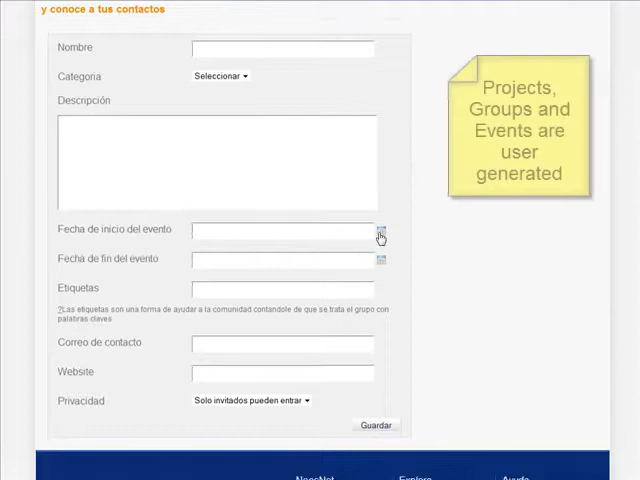 y conoce a tus contactos
Nombre
Categoria
Seleccionar
Descripción
Projects,
Groups and
Events are
user
generated
Fecha de inicio del evento
Fecha de fin del evento
Etiquetas
?Las etiquetas son una forma de ayudar a la comunidad contandole de que se trata el grupo con
palabras claves
Correo de contacto
Website
Privacidad
Solo invitados pueden entrar
Guardar
Explore
Ayuda